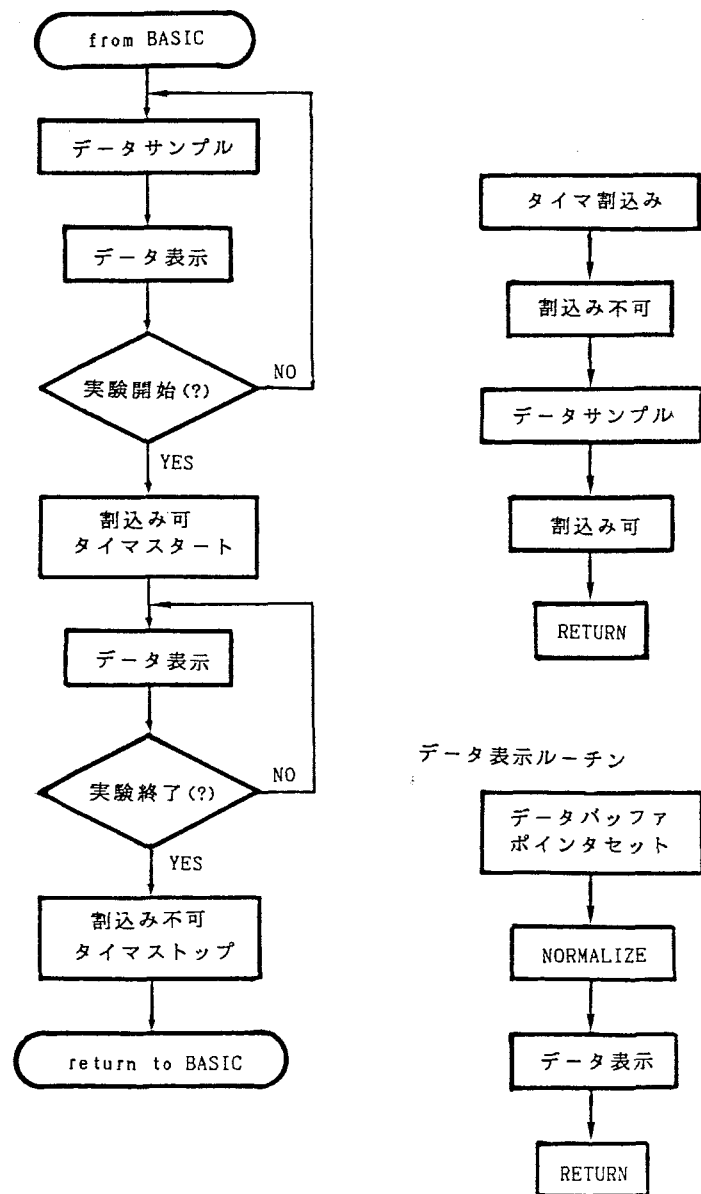 from BASIC
データサンプル
データ表示
実験開始(?)
NO
YES
割込み可
タイマスタート
データ表示
実験終了(?)
NO
YES
割込み不可
タイマストップ
return to BASIC
タイマ割込み
割込み不可
データサンプル
割込み可
RETURN
データ表示ルーチン
データバッファ
ポインタセット
NORMALIZE
データ表示
RETURN